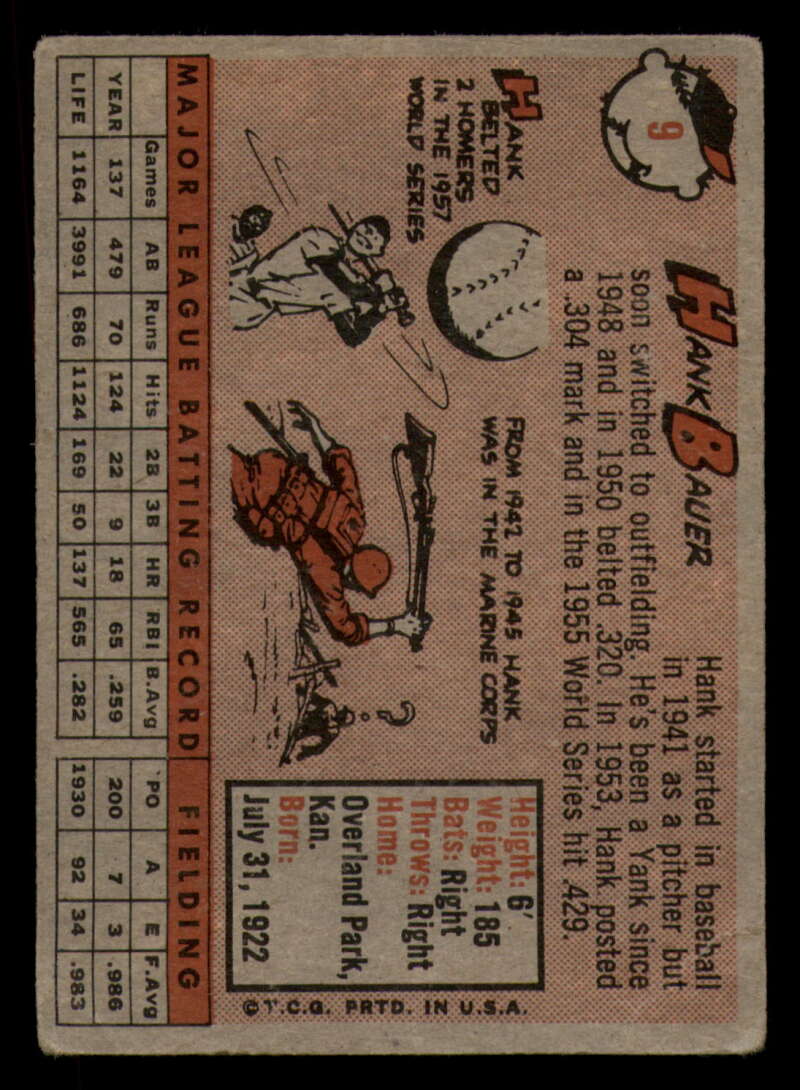 9
HANK BAUER
Hank started in baseball
in 1941 as a pitcher but
soon switched to outfielding. He's been a Yank since
1948 and in 1950 belted .320. In 1953, Hank posted
a .304 mark and in the 1955 World Series hit .429.
HANK
BELTED
2 HOMERS
IN THE 1957
WORLD SERIES
FROM 1942 TO 1945 HANK
WAS IN THE MARINE CORPS
?
Height: 6'
Weight: 185
Bats: Right
Throws: Right
Home:
Overland Park,
Kan.
Born:
July 31, 1922
© T.C.G. PRTD. IN U.S.A.
MAJOR LEAGUE BATTING RECORD FIELDING
Games AB Runs Hits 2B 3B HR RBI B.Avg PO A E F.Avg
YEAR 137 479 70 124 22 9 18 65 .259 200 7 3 .986
LIFE 1164 3991 686 1124 169 50 137 565 .282 1930 92 34 .983